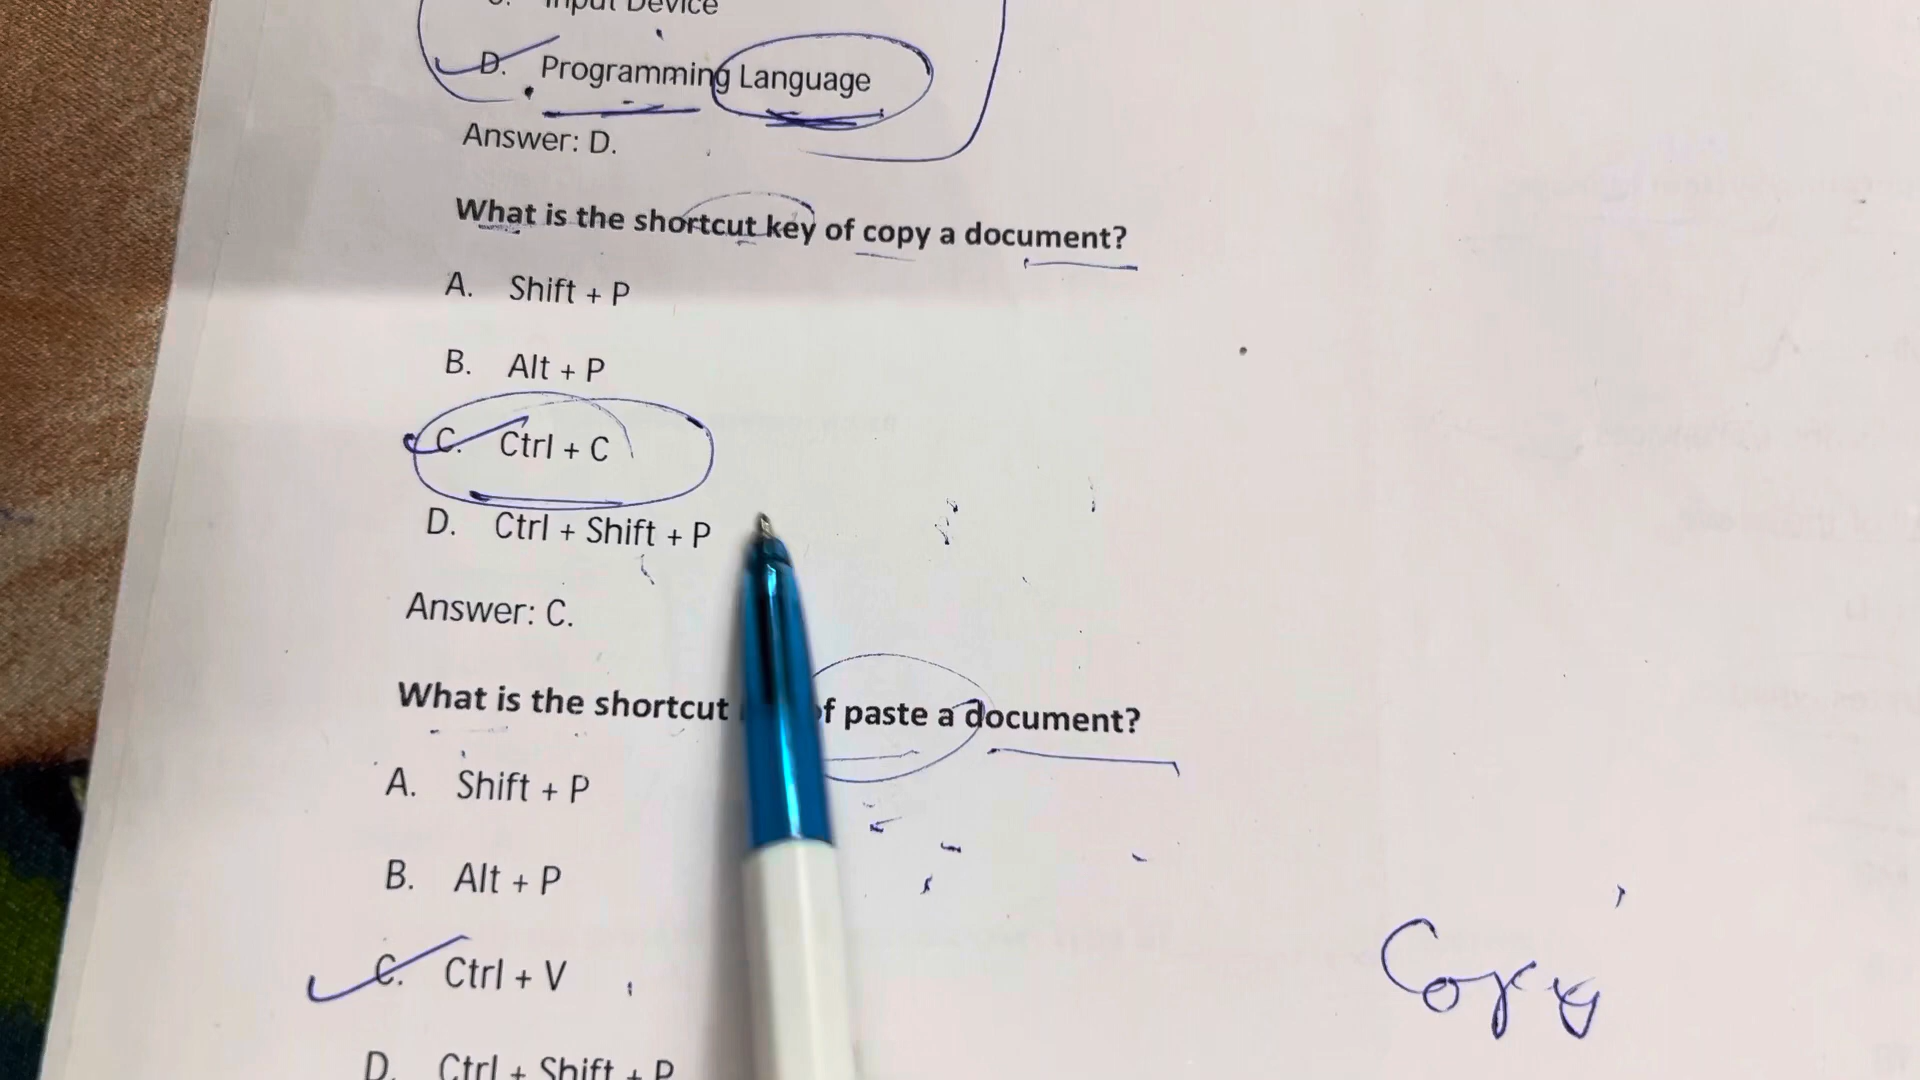 C. Input Device
D. Programming Language
Answer: D.
What is the shortcut key of copy a document?
A. Shift + P
B. Alt + P
C. Ctrl + C
D. Ctrl + Shift + P
Answer: C.
What is the shortcut of paste a document?
A. Shift + P
B. Alt + P
C. Ctrl + V
Copy
D. Ctrl + Shift + P